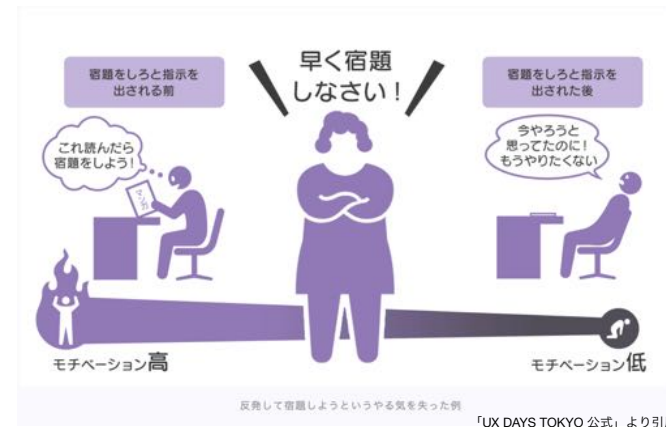 宿題をしろと指示を
出される前
早く宿題
しなさい！
宿題をしろと指示を
出された後
これ読んだら
宿題をしよう！
マンガ
今やろうと
思ってたのに！
もうやりたくない
モチベーション高
モチベーション低
反発して宿題しようというやる気を失った例
「UX DAYS TOKYO 公式」より引